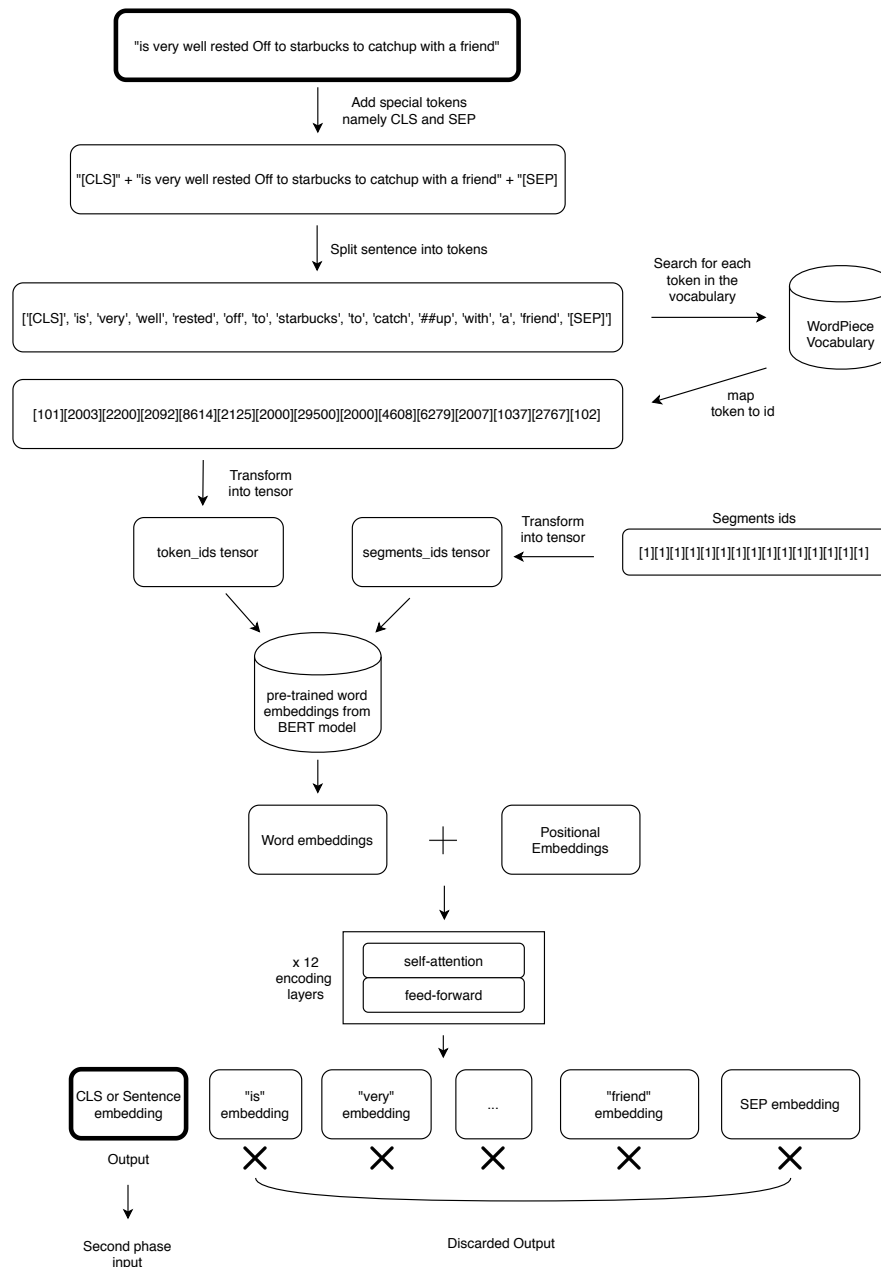 "is very well rested Off to starbucks to catchup with a friend"
Add special tokens
namely CLS and SEP
"[CLS]" + "is very well rested Off to starbucks to catchup with a friend" + "[SEP]
Split sentence into tokens
Search for each
token in the
vocabulary
['[CLS]', 'is', 'very', 'well', 'rested', 'off', 'to', 'starbucks', 'to', 'catch', '##up', 'with', 'a', 'friend', '[SEP]']
WordPiece
Vocabulary
map
token to id
[101][2003][2200][2092][8614][2125][2000][29500][2000][4608][6279][2007][1037][2767][102]
Transform
into tensor
token_ids tensor
segments_ids tensor
Transform
into tensor
Segments ids
[1][1][1][1][1][1][1][1][1][1][1][1][1][1][1]
pre-trained word
embeddings from
BERT model
Word embeddings
Positional
Embeddings
x 12
encoding
layers
self-attention
feed-forward
CLS or Sentence
embedding
"is"
embedding
"very"
embedding
...
"friend"
embedding
SEP embedding
Output
Second phase
input
Discarded Output